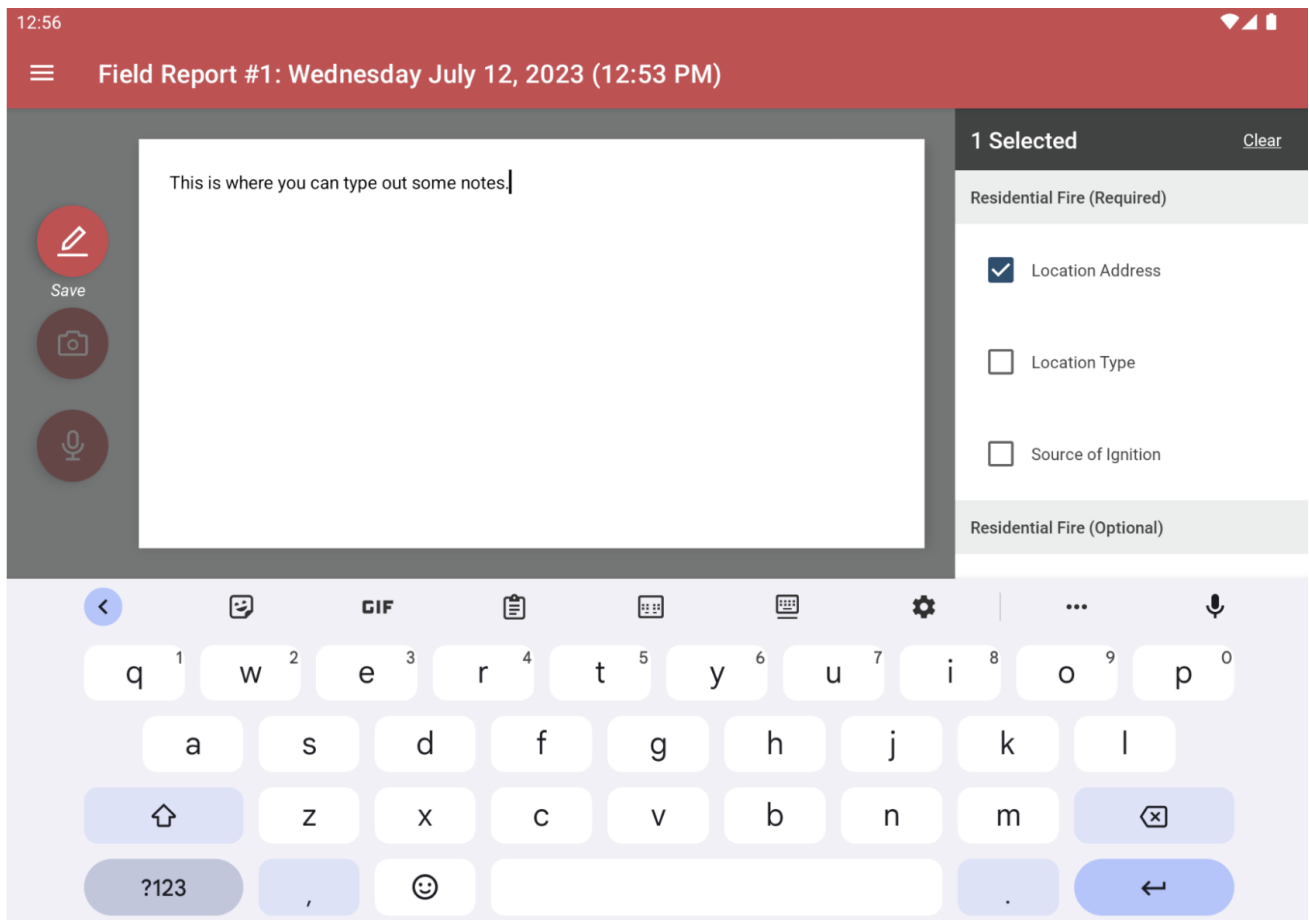 12:56
Field Report #1: Wednesday July 12, 2023 (12:53 PM)
This is where you can type out some notes.
Save
1 Selected Clear
Residential Fire (Required)
Location Address
Location Type
Source of Ignition
Residential Fire (Optional)
GIF
q 1 w 2 e 3 r 4 t 5 y 6 u 7 i 8 o 9 p 0
a s d f g h j k l
z x c v b n m
?123 , .